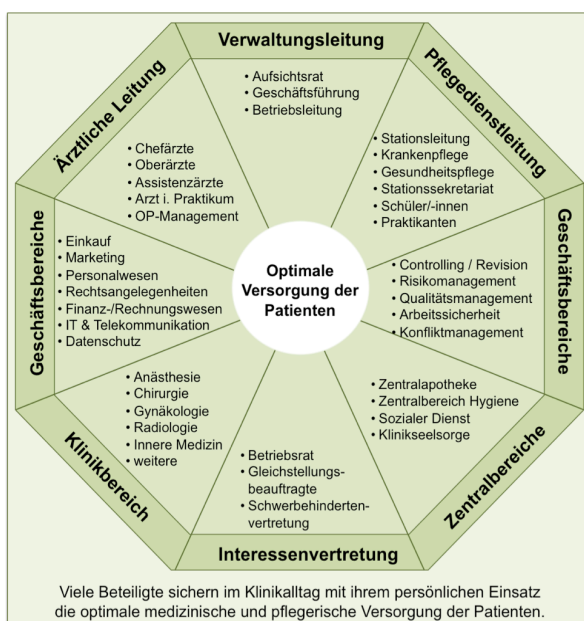 Verwaltungsleitung
• Aufsichtsrat
• Geschäftsführung
• Betriebsleitung
Pflegedienstleitung
• Stationsleitung
• Krankenpflege
• Gesundheitspflege
• Stationssekretariat
• Schüler/-innen
• Praktikanten
Geschäftsbereiche
• Controlling / Revision
• Risikomanagement
• Qualitätsmanagement
• Arbeitssicherheit
• Konfliktmanagement
Zentralbereiche
• Zentralapotheke
• Zentralbereich Hygiene
• Sozialer Dienst
• Klinikseelsorge
Interessenvertretung
• Betriebsrat
• Gleichstellungs-
beauftragte
• Schwerbehinderten-
vertretung
Klinikbereich
• Anästhesie
• Chirurgie
• Gynäkologie
• Radiologie
• Innere Medizin
• weitere
Geschäftsbereiche
• Einkauf
• Marketing
• Personalwesen
• Rechtsangelegenheiten
• Finanz-/Rechnungswesen
• IT & Telekommunikation
• Datenschutz
Ärztliche Leitung
• Chefärzte
• Oberärzte
• Assistenzärzte
• Arzt i. Praktikum
• OP-Management
Optimale
Versorgung der
Patienten
Viele Beteiligte sichern im Klinikalltag mit ihrem persönlichen Einsatz
die optimale medizinische und pflegerische Versorgung der Patienten.